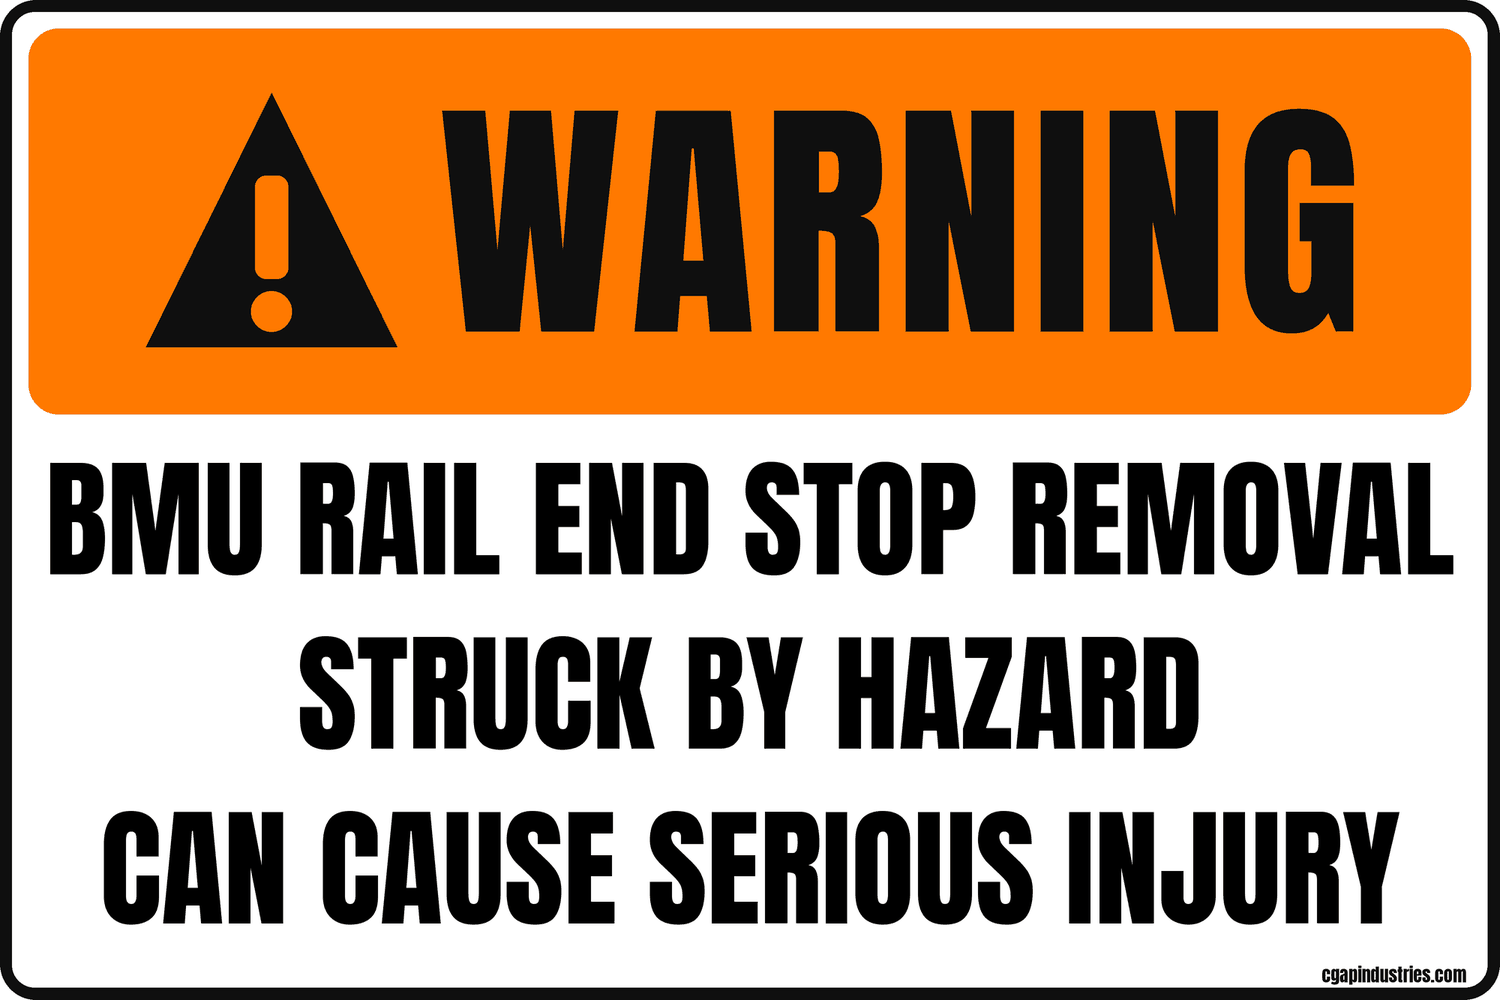 WARNING
BMU RAIL END STOP REMOVAL
STRUCK BY HAZARD
CAN CAUSE SERIOUS INJURY
cgapindustries.com